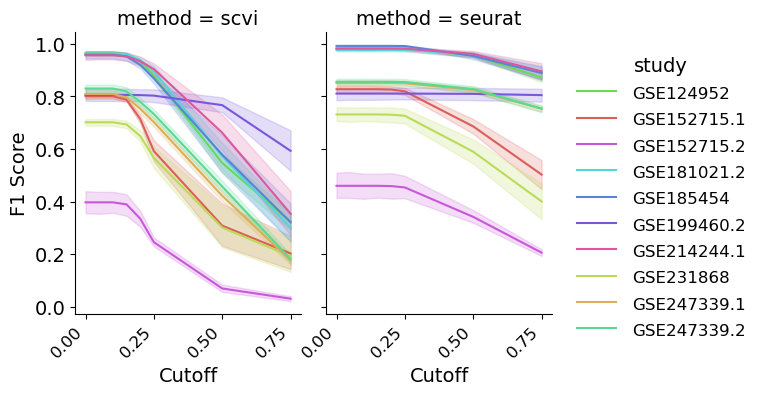 method = scvi
method = seurat
1.0
0.8
0.6
0.4
0.2
0.0
F1 Score
0.00
0.25
0.50
0.75
Cutoff
0.00
0.25
0.50
0.75
Cutoff
study
GSE124952
GSE152715.1
GSE152715.2
GSE181021.2
GSE185454
GSE199460.2
GSE214244.1
GSE231868
GSE247339.1
GSE247339.2